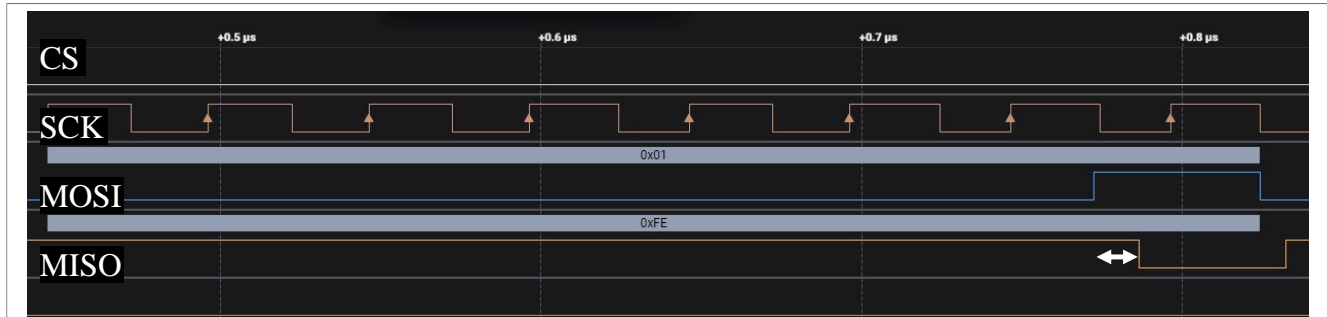 +0.5 µs +0.6 µs +0.7 µs +0.8 µs
CS
SCK
0x01
MOSI
0xFE
MISO